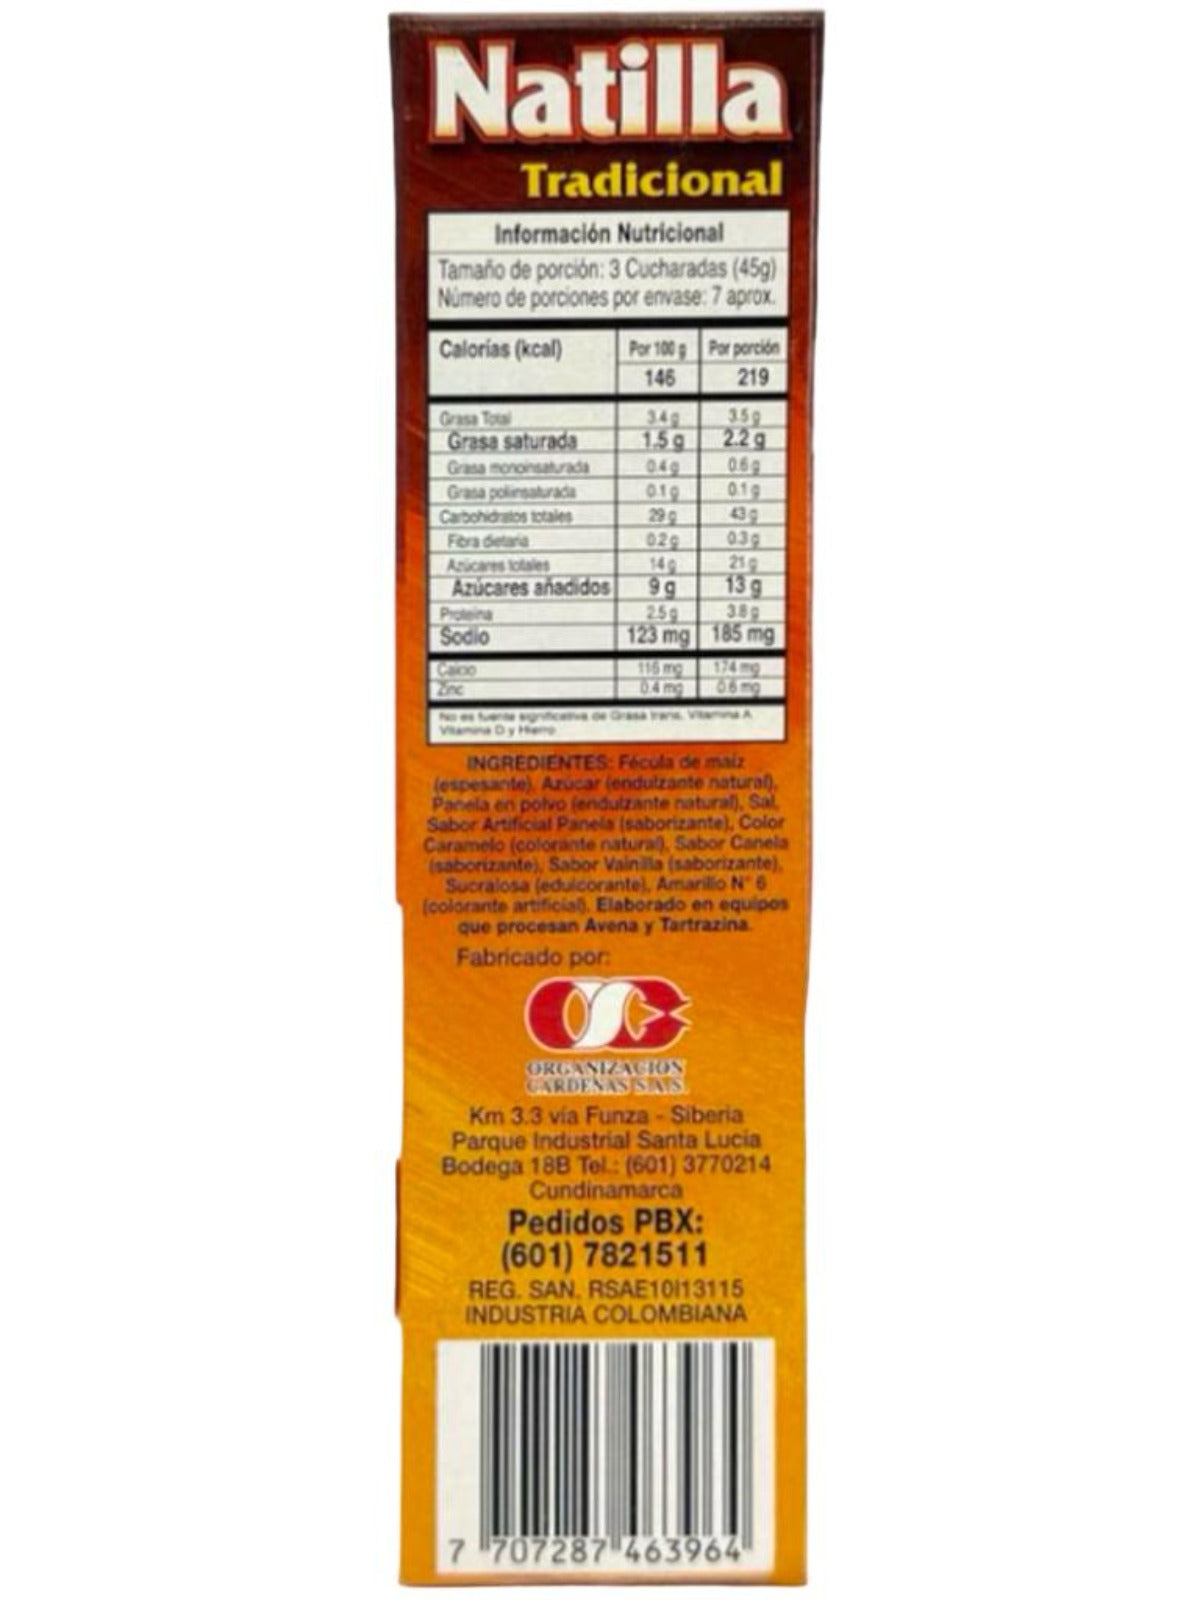 Natilla
Tradicional
Información Nutricional
Tamaño de porción: 3 Cucharadas (45g)
Número de porciones por envase: 7 aprox.
Calorías (kcal) Por 100 g Por porción
146 219
Grasa Total 3.4 g 3.5 g
Grasa saturada 1.5 g 2.2 g
Grasa monoinsaturada 0.4 g 0.6 g
Grasa poliinsaturada 0.1 g 0.1 g
Carbohidratos totales 29 g 43 g
Fibra dietaria 0.2 g 0.3 g
Azúcares totales 14 g 21 g
Azúcares añadidos 9 g 13 g
Proteína 2.5 g 3.8 g
Sodio 123 mg 185 mg
Calcio 116 mg 174 mg
Zinc 0.4 mg 0.6 mg
No es fuente significativa de Grasa trans, Vitamina A
Vitamina D y Hierro
INGREDIENTES: Fécula de maíz
(espesante), Azúcar (endulzante natural),
Panela en polvo (endulzante natural), Sal,
Sabor Artificial Panela (saborizante), Color
Caramelo (colorante natural), Sabor Canela
(saborizante), Sabor Vainilla (saborizante),
Sucralosa (edulcorante), Amarillo N° 6
(colorante artificial). Elaborado en equipos
que procesan Avena y Tartrazina.
Fabricado por:
ORGANIZACION
CARDENAS S.A.S.
Km 3.3 vía Funza - Siberia
Parque Industrial Santa Lucía
Bodega 18B Tel.: (601) 3770214
Cundinamarca
Pedidos PBX:
(601) 7821511
REG. SAN. RSAE10I13115
INDUSTRIA COLOMBIANA
7 707287 463964